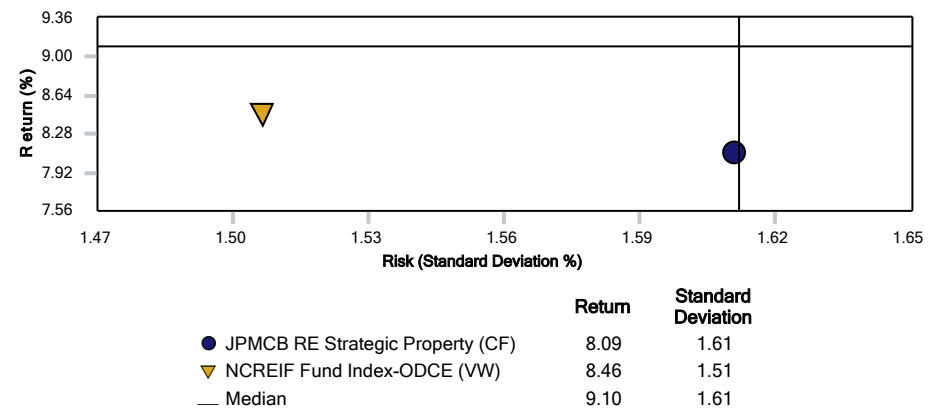 9.36
9.00
8.64
8.28
7.92
7.56
Return (%)
1.47 1.50 1.53 1.56 1.59 1.62 1.65
Risk (Standard Deviation %)
Return Standard Deviation
JPMCB RE Strategic Property (CF) 8.09 1.61
NCREIF Fund Index-ODCE (VW) 8.46 1.51
Median 9.10 1.61